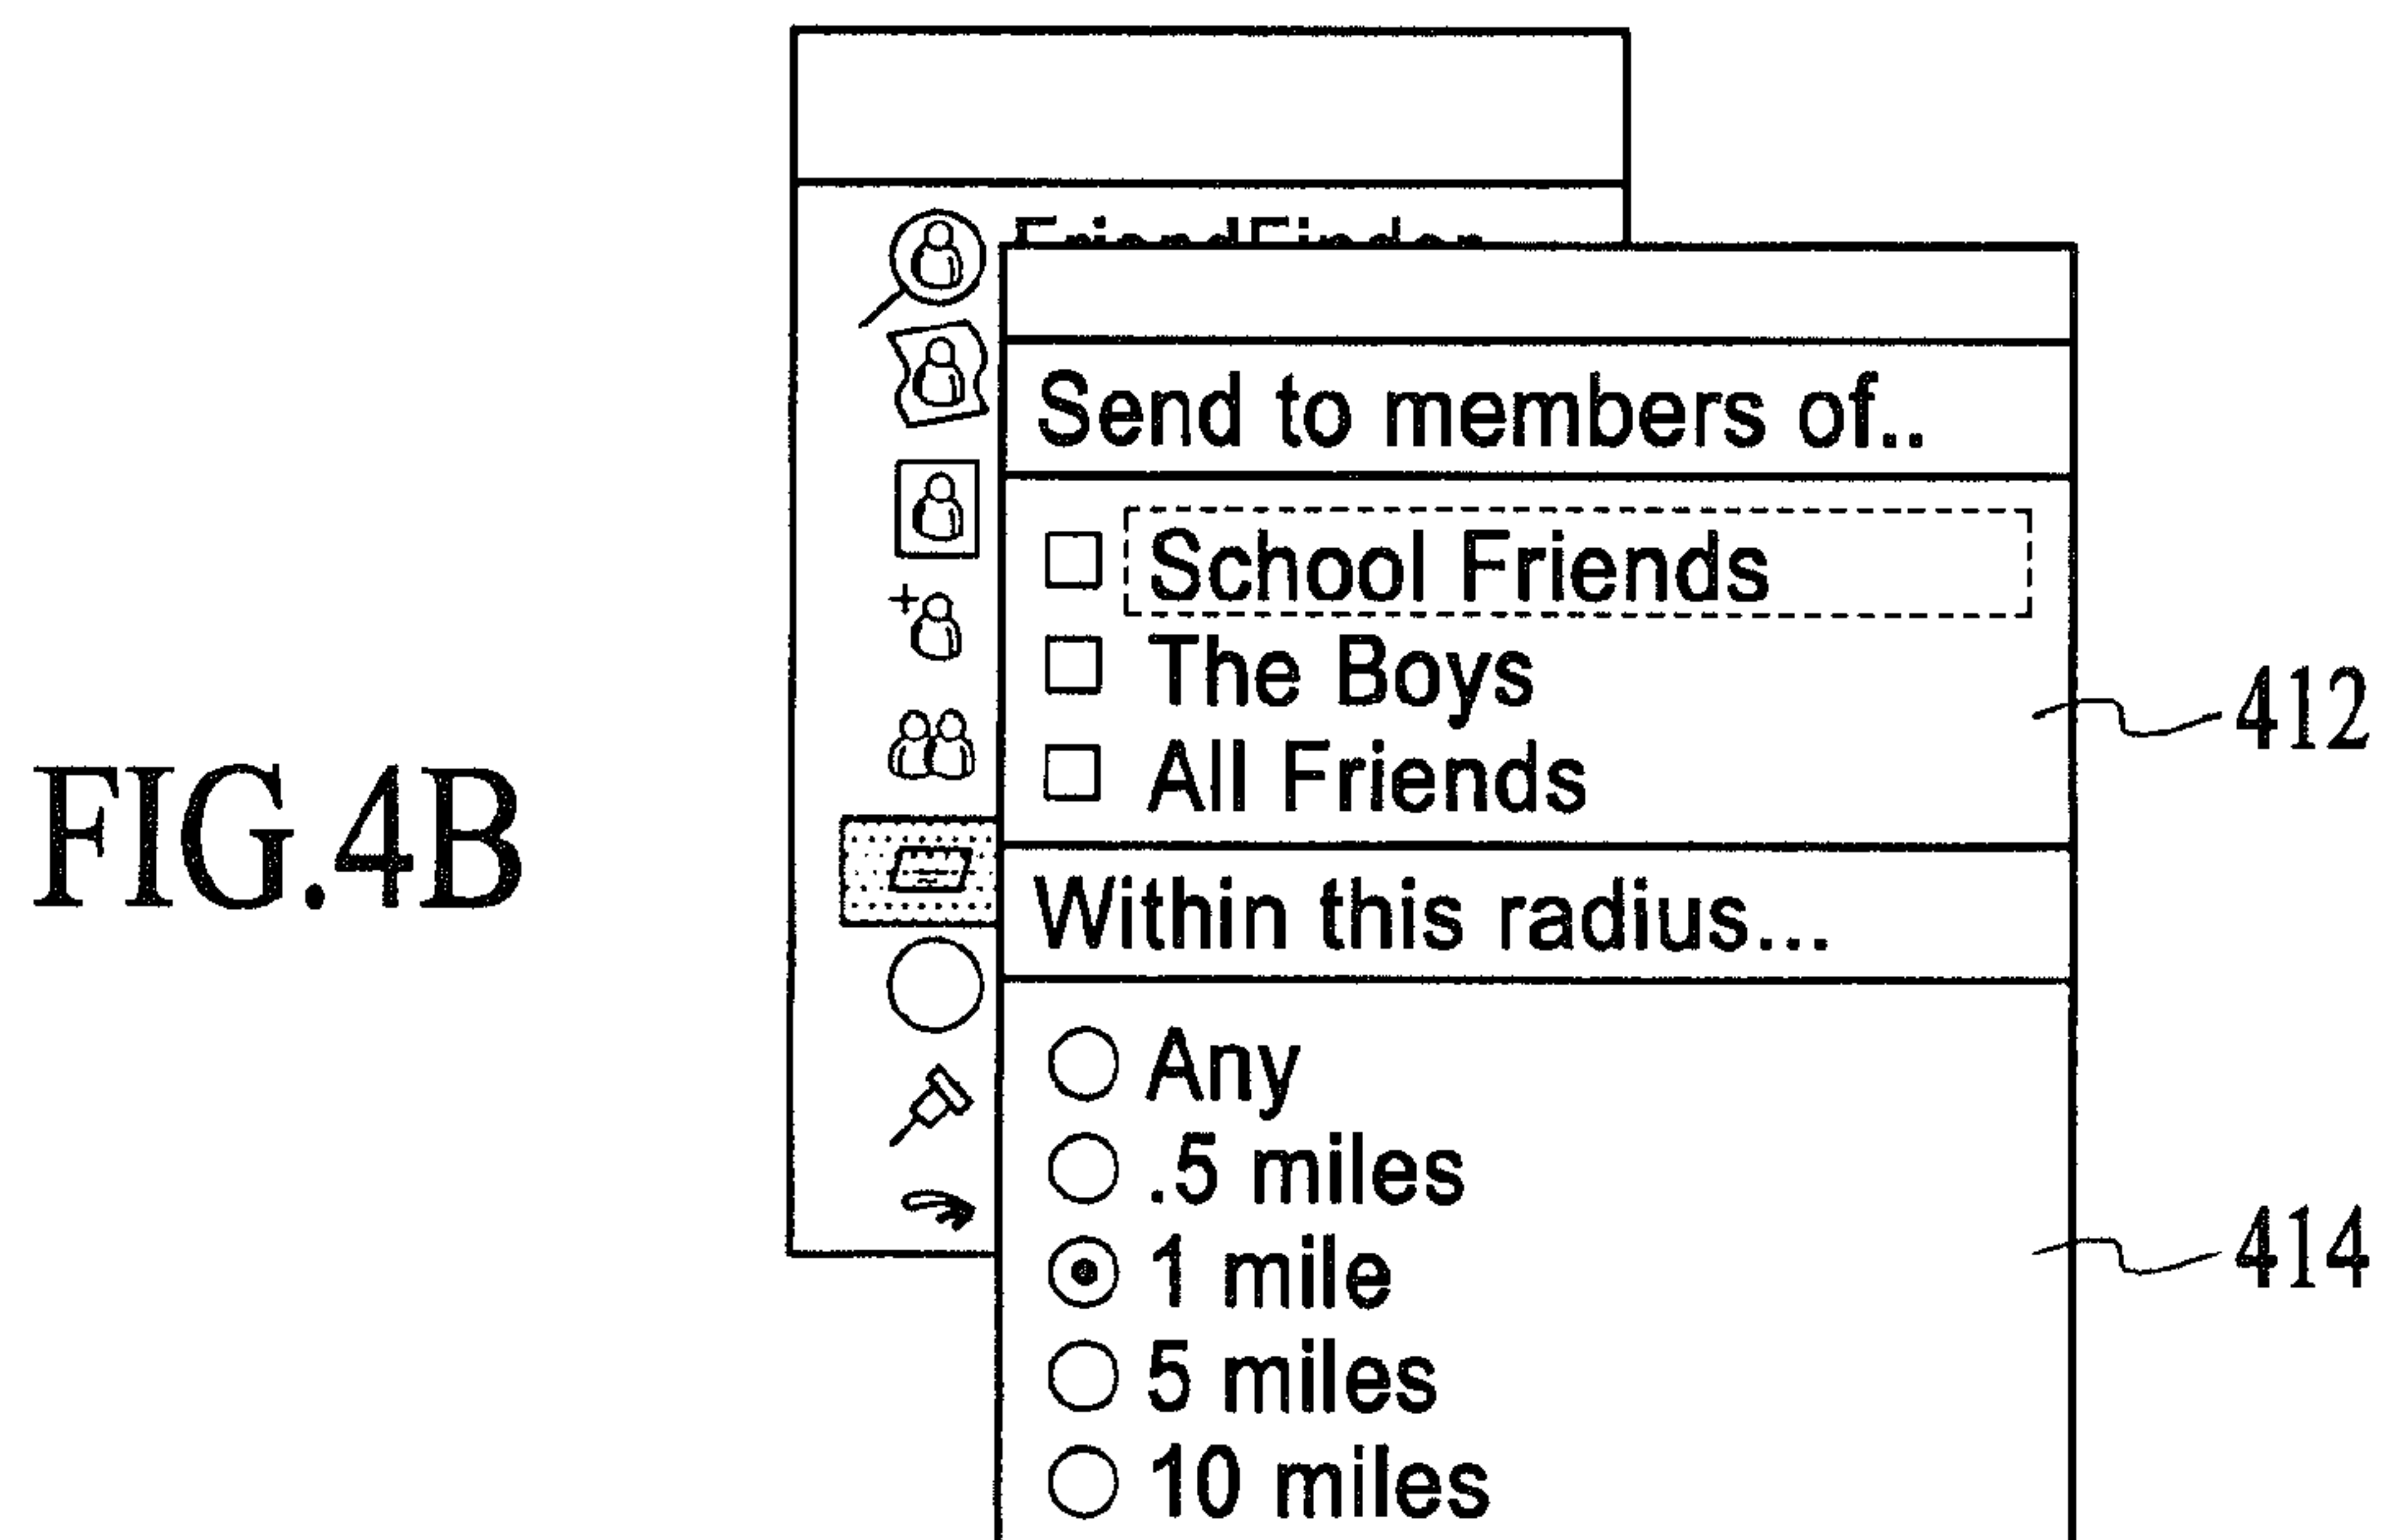 FriendFinder
Send to members of..
School Friends
The Boys
412
All Friends
FIG.4B
Within this radius...
Any
.5 miles
1 mile
414
5 miles
10 miles